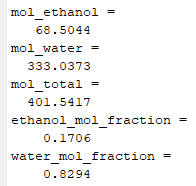 mol_ethanol =
68.5044
mol_water =
333.0373
mol_total =
401.5417
ethanol_mol_fraction =
0.1706
water_mol_fraction =
0.8294